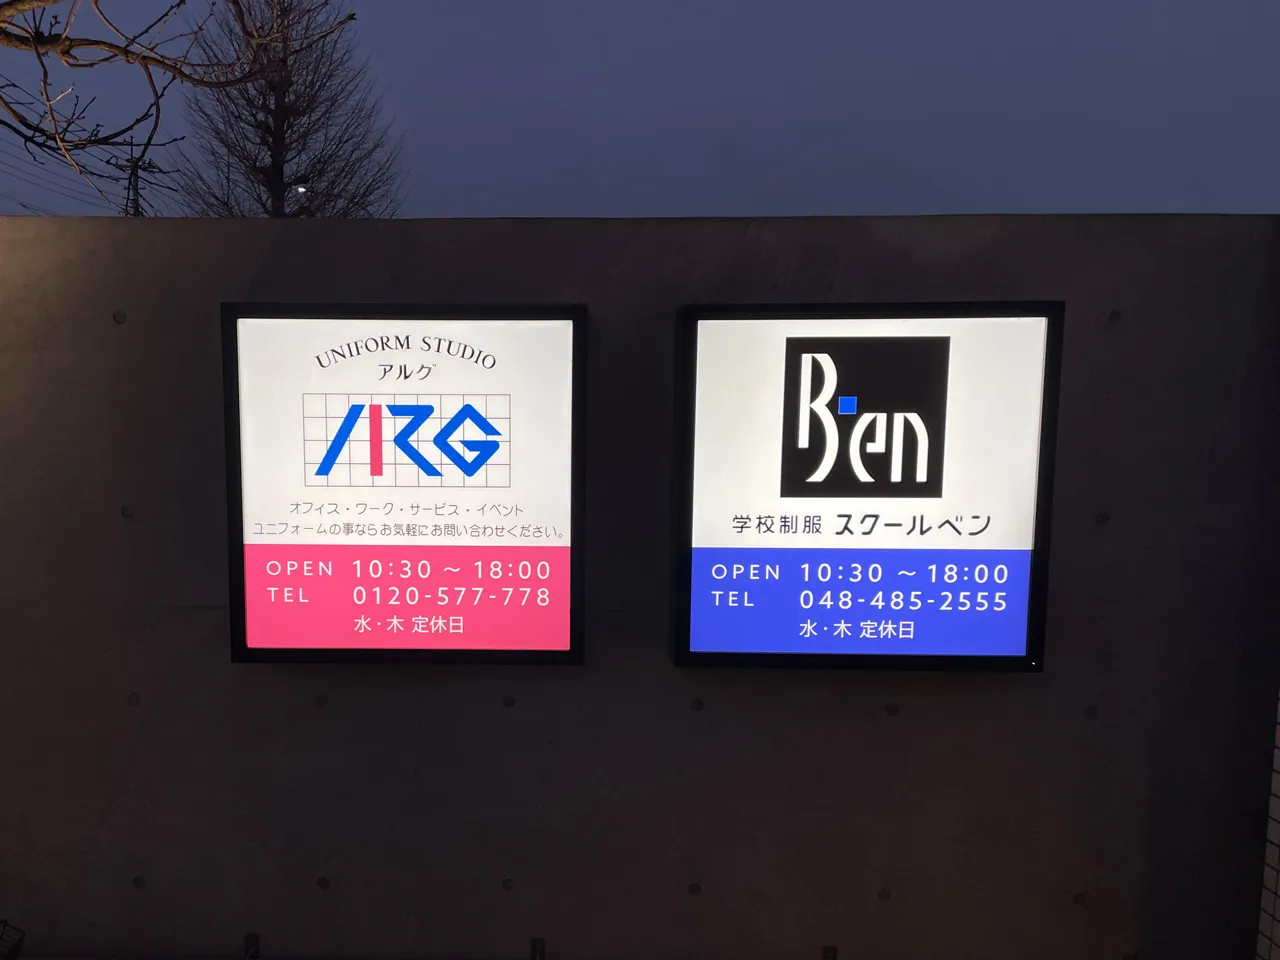 UNIFORM STUDIO
アルグ
ARG
オフィス・ワーク・サービス・イベント
ユニフォームの事ならお気軽にお問い合わせください。
OPEN 10:30 ～ 18:00
TEL 0120-577-778
水・木 定休日
Ben
学校制服 スクールベン
OPEN 10:30 ～ 18:00
TEL 048-485-2555
水・木 定休日